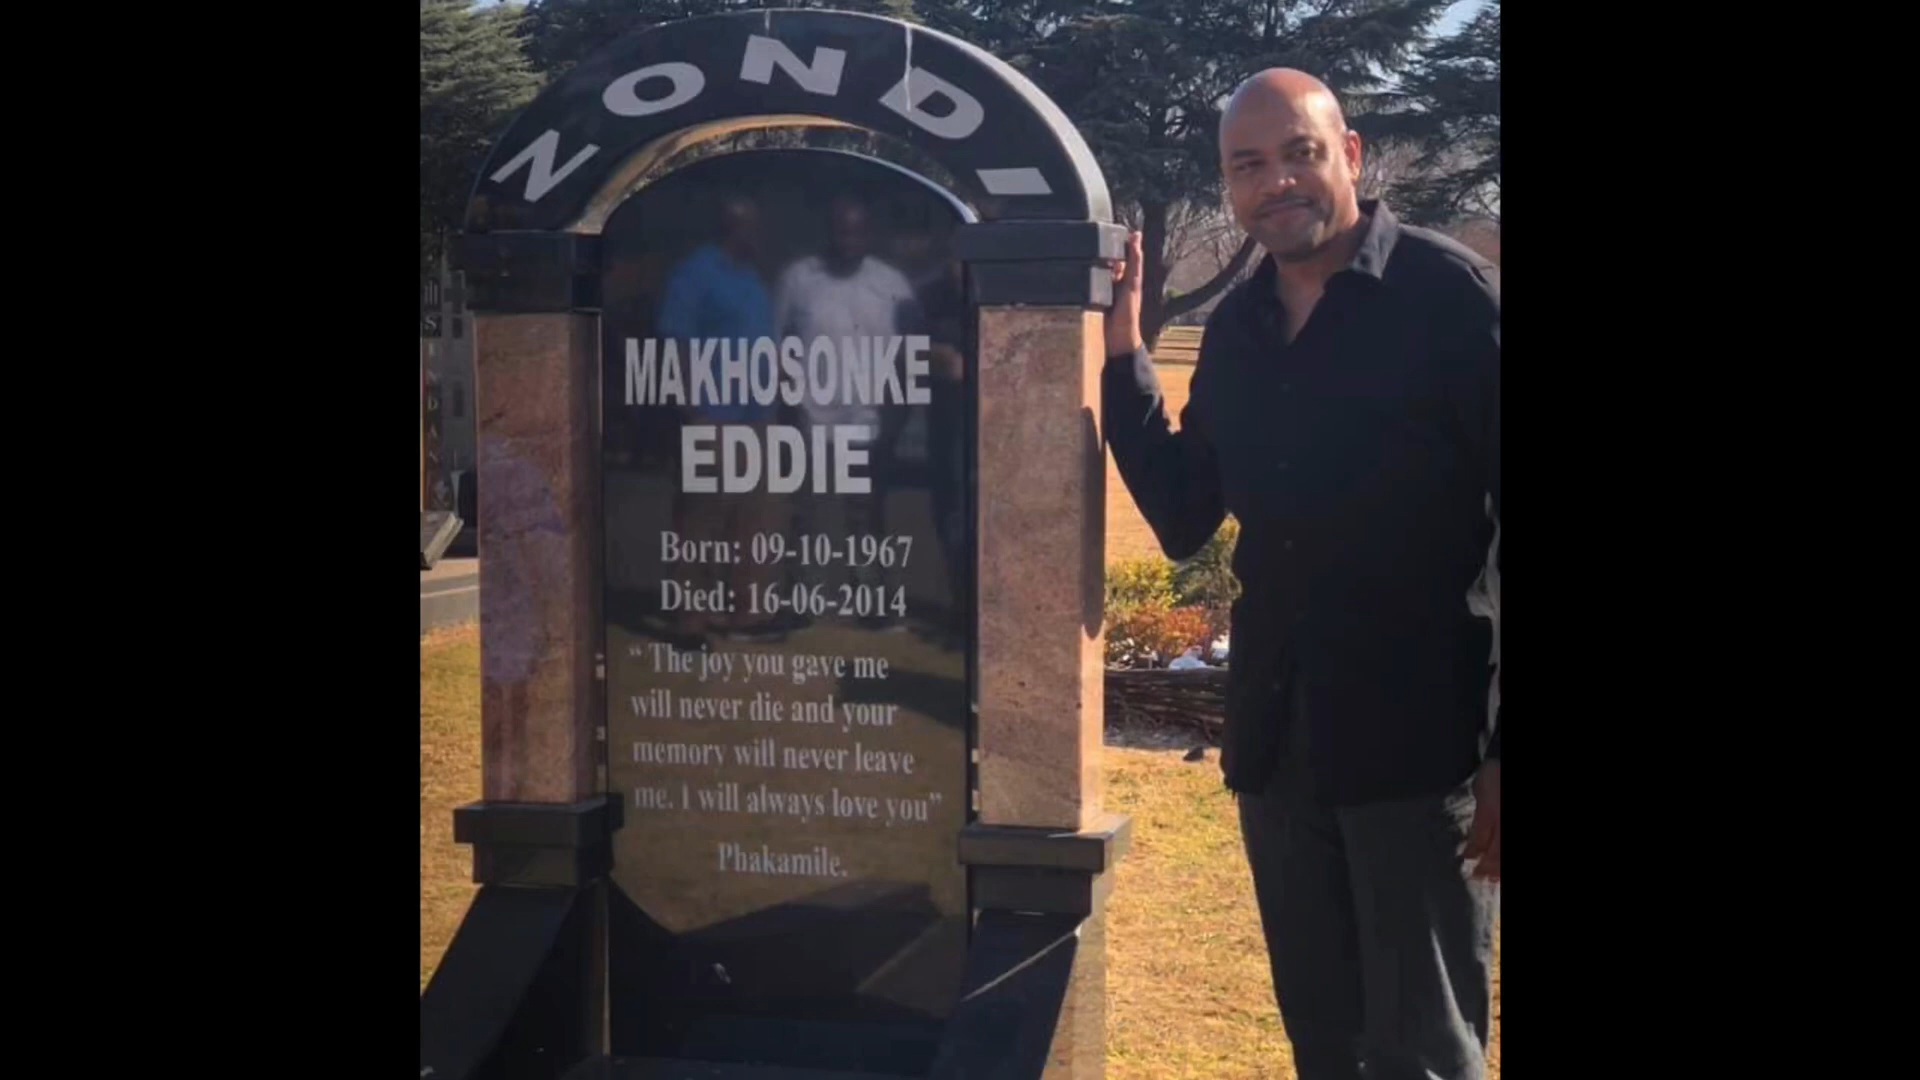 NONDI
MAKHOSONKE
EDDIE
Born: 09-10-1967
Died: 16-06-2014
“ The joy you gave me
will never die and your
memory will never leave
me. I will always love you”
Phakamile.